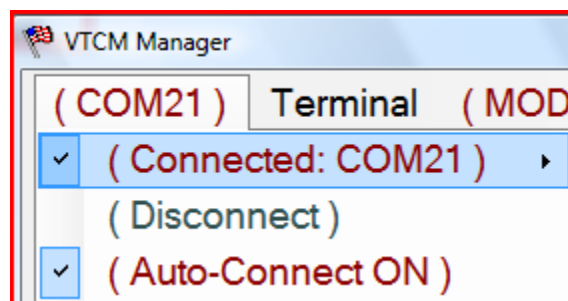 VTCM Manager
( COM21 ) Terminal ( MOD
( Connected: COM21 )
( Disconnect )
( Auto-Connect ON )